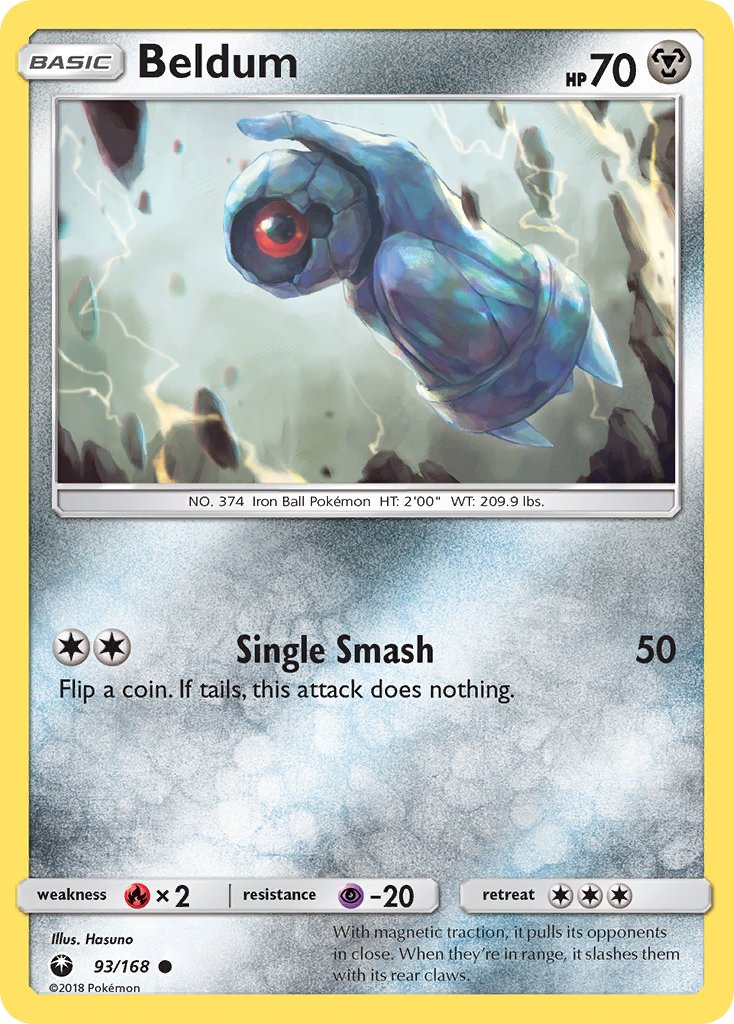 BASIC Beldum HP 70
NO. 374 Iron Ball Pokémon HT: 2'00" WT: 209.9 lbs.
Single Smash 50
Flip a coin. If tails, this attack does nothing.
weakness × 2 resistance -20 retreat
Illus. Hasuno
93/168
©2018 Pokémon
With magnetic traction, it pulls its opponents
in close. When they're in range, it slashes them
with its rear claws.